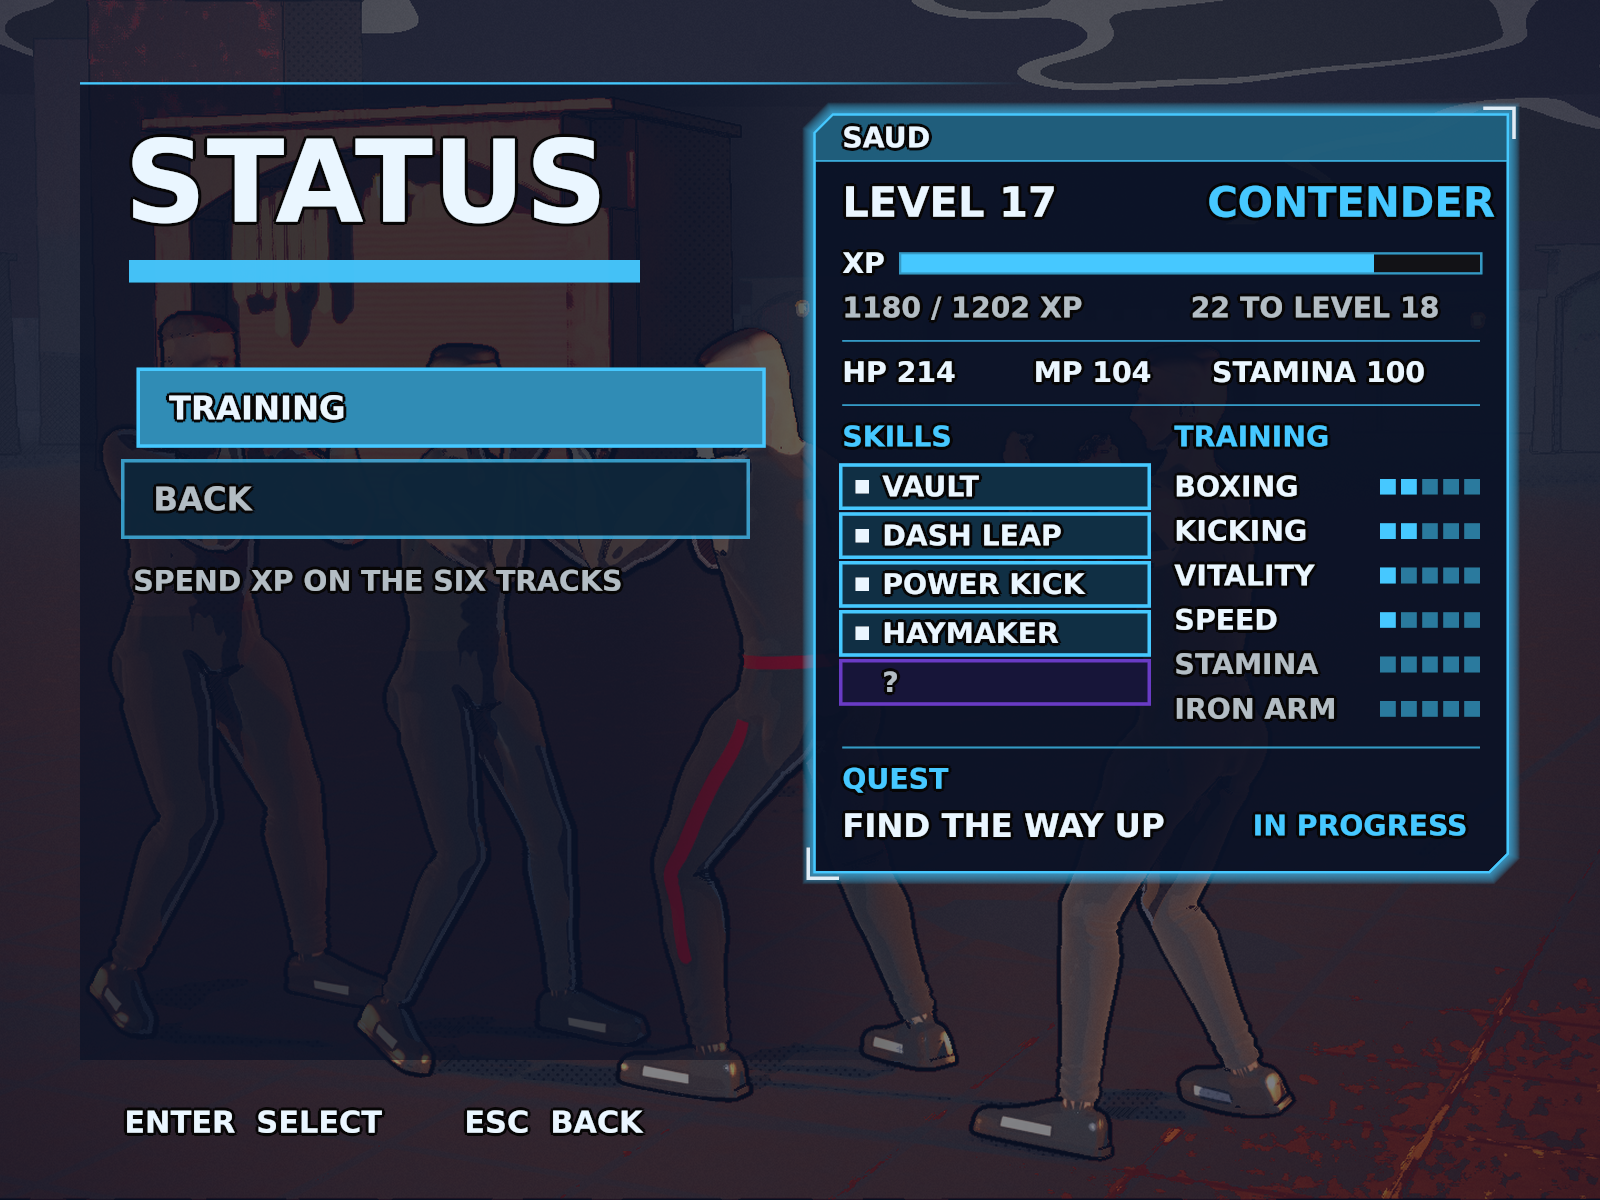 STATUS
TRAINING
BACK
SPEND XP ON THE SIX TRACKS
ENTER SELECT
ESC BACK
SAUD
LEVEL 17
CONTENDER
XP
1180 / 1202 XP
22 TO LEVEL 18
HP 214
MP 104
STAMINA 100
SKILLS
VAULT
DASH LEAP
POWER KICK
HAYMAKER
?
TRAINING
BOXING
KICKING
VITALITY
SPEED
STAMINA
IRON ARM
QUEST
FIND THE WAY UP
IN PROGRESS